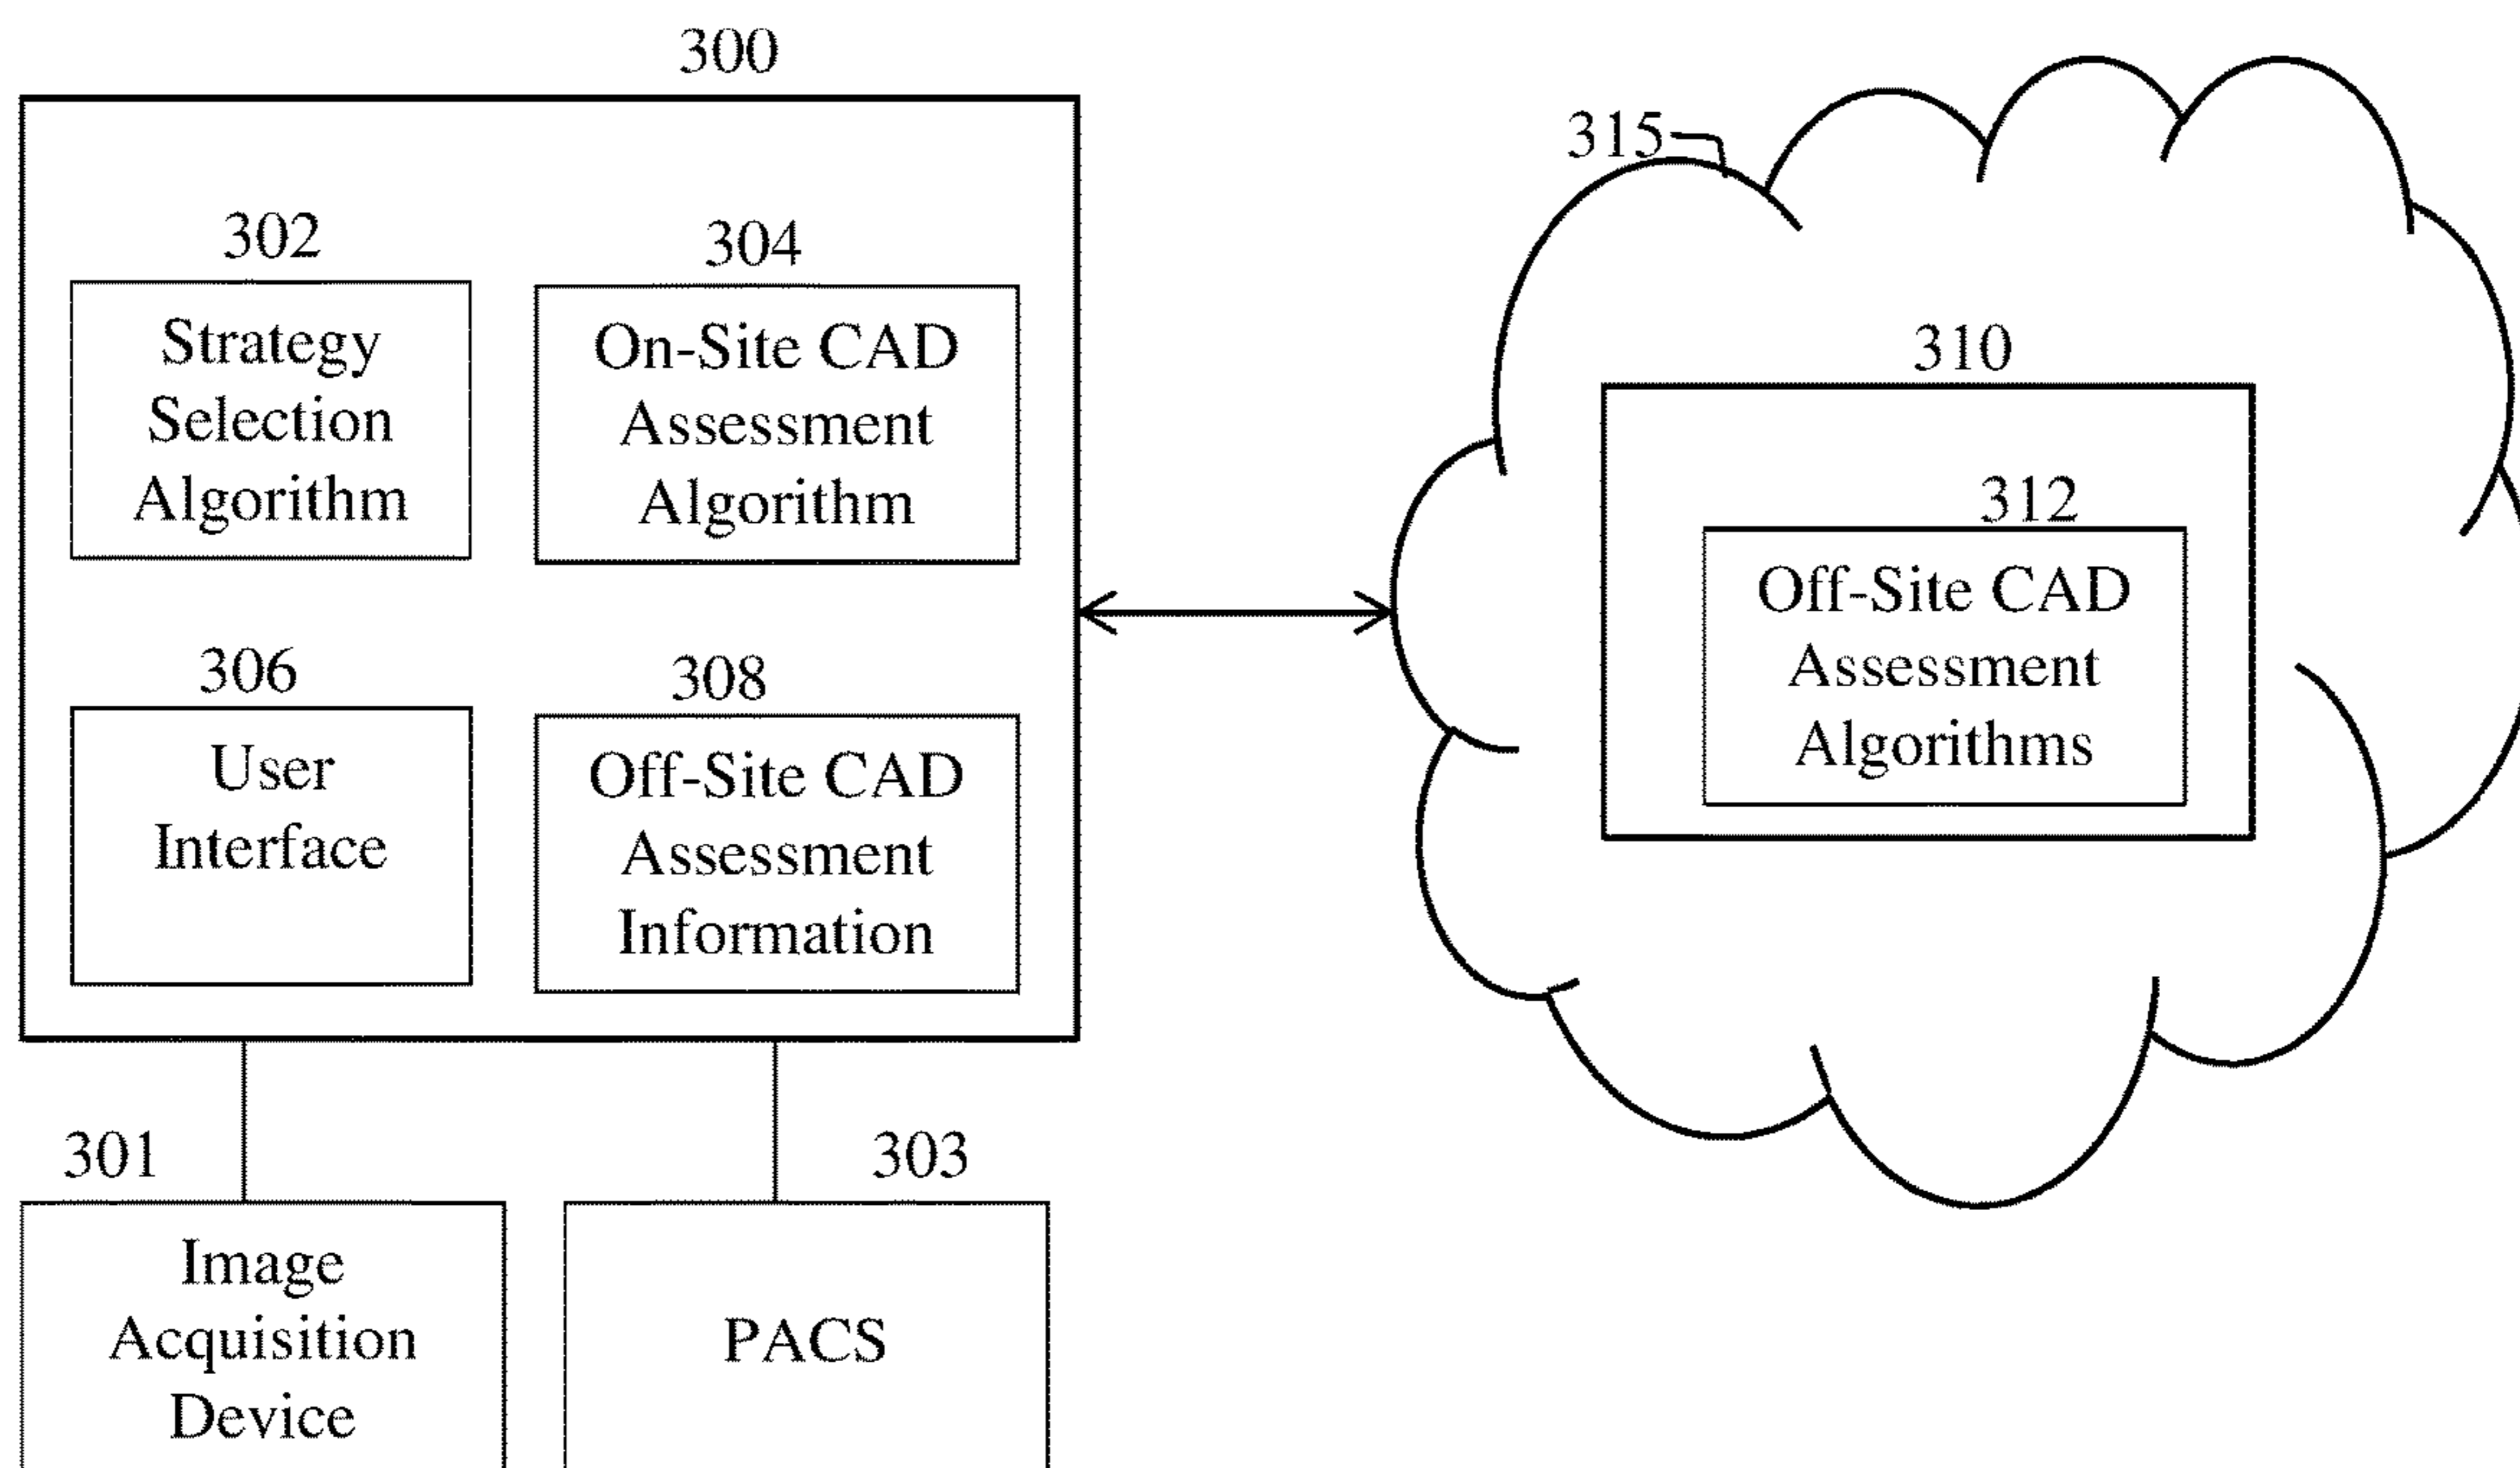 300
302
Strategy
Selection
Algorithm
304
On-Site CAD
Assessment
Algorithm
306
User
Interface
308
Off-Site CAD
Assessment
Information
301
Image
Acquisition
Device
303
PACS
315
310
312
Off-Site CAD
Assessment
Algorithms